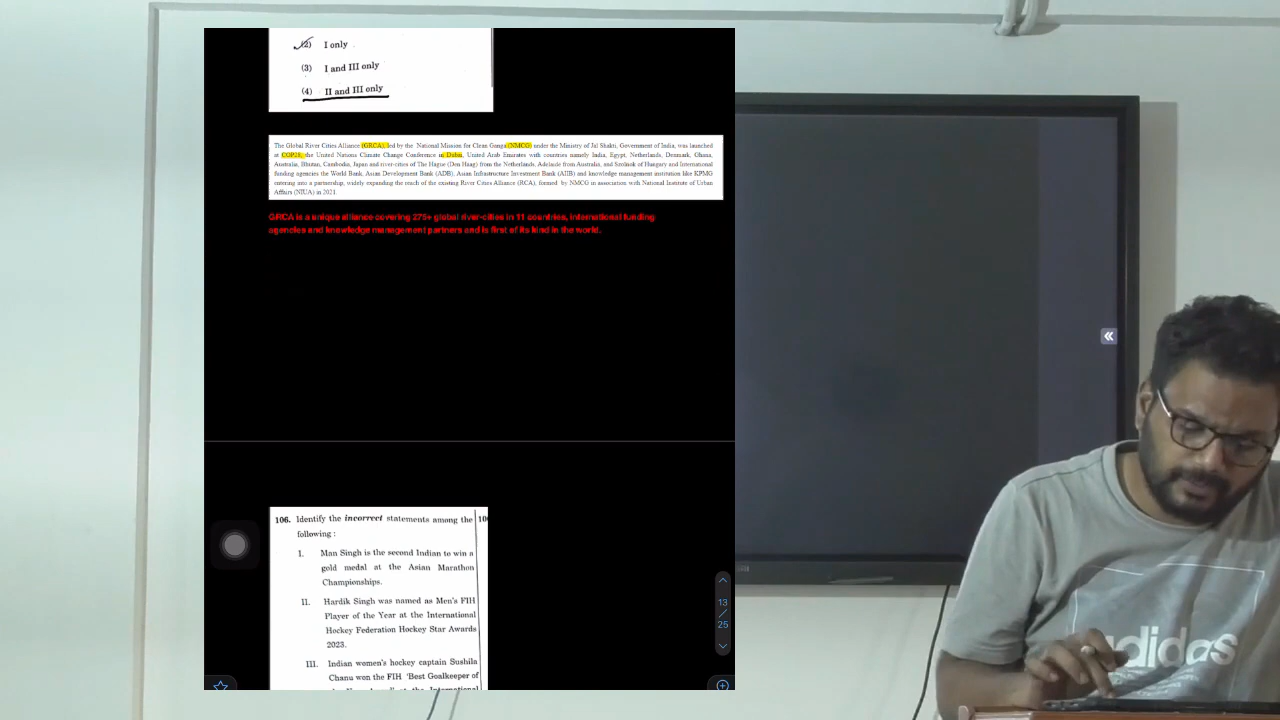 (2) I only
(3) I and III only
(4) II and III only
The Global River Cities Alliance (GRCA), led by the National Mission for Clean Ganga (NMCG) under the Ministry of Jal Shakti, Government of India, was launched
at COP28, the United Nations Climate Change Conference in Dubai, United Arab Emirates with countries namely India, Egypt, Netherlands, Denmark, Ghana,
Australia, Bhutan, Cambodia, Japan and river-cities of The Hague (Den Haag) from the Netherlands, Adelaide from Australia, and Szolnok of Hungary and International
funding agencies the World Bank, Asian Development Bank (ADB), Asian Infrastructure Investment Bank (AIIB) and knowledge management institution like KPMG
entering into a partnership, widely expanding the reach of the existing River Cities Alliance (RCA), formed by NMCG in association with National Institute of Urban
Affairs (NIUA) in 2021.
GRCA is a unique alliance covering 275+ global river-cities in 11 countries, international funding
agencies and knowledge management partners and is first of its kind in the world.
106. Identify the incorrect statements among the
following :
I. Man Singh is the second Indian to win a
gold medal at the Asian Marathon
Championships.
II. Hardik Singh was named as Men's FIH
Player of the Year at the International
Hockey Federation Hockey Star Awards
2023.
III. Indian women's hockey captain Sushila
Chanu won the FIH 'Best Goalkeeper of
10
13
25
adidas